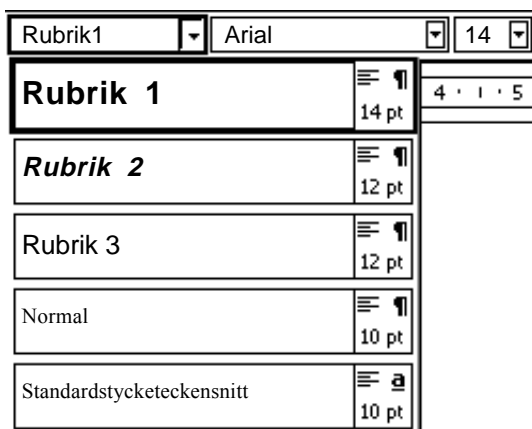 Rubrik1 Arial 14
Rubrik 1 14 pt
4 · ı · 5
Rubrik 2 12 pt
Rubrik 3 12 pt
Normal 10 pt
Standardstycketeckensnitt a 10 pt